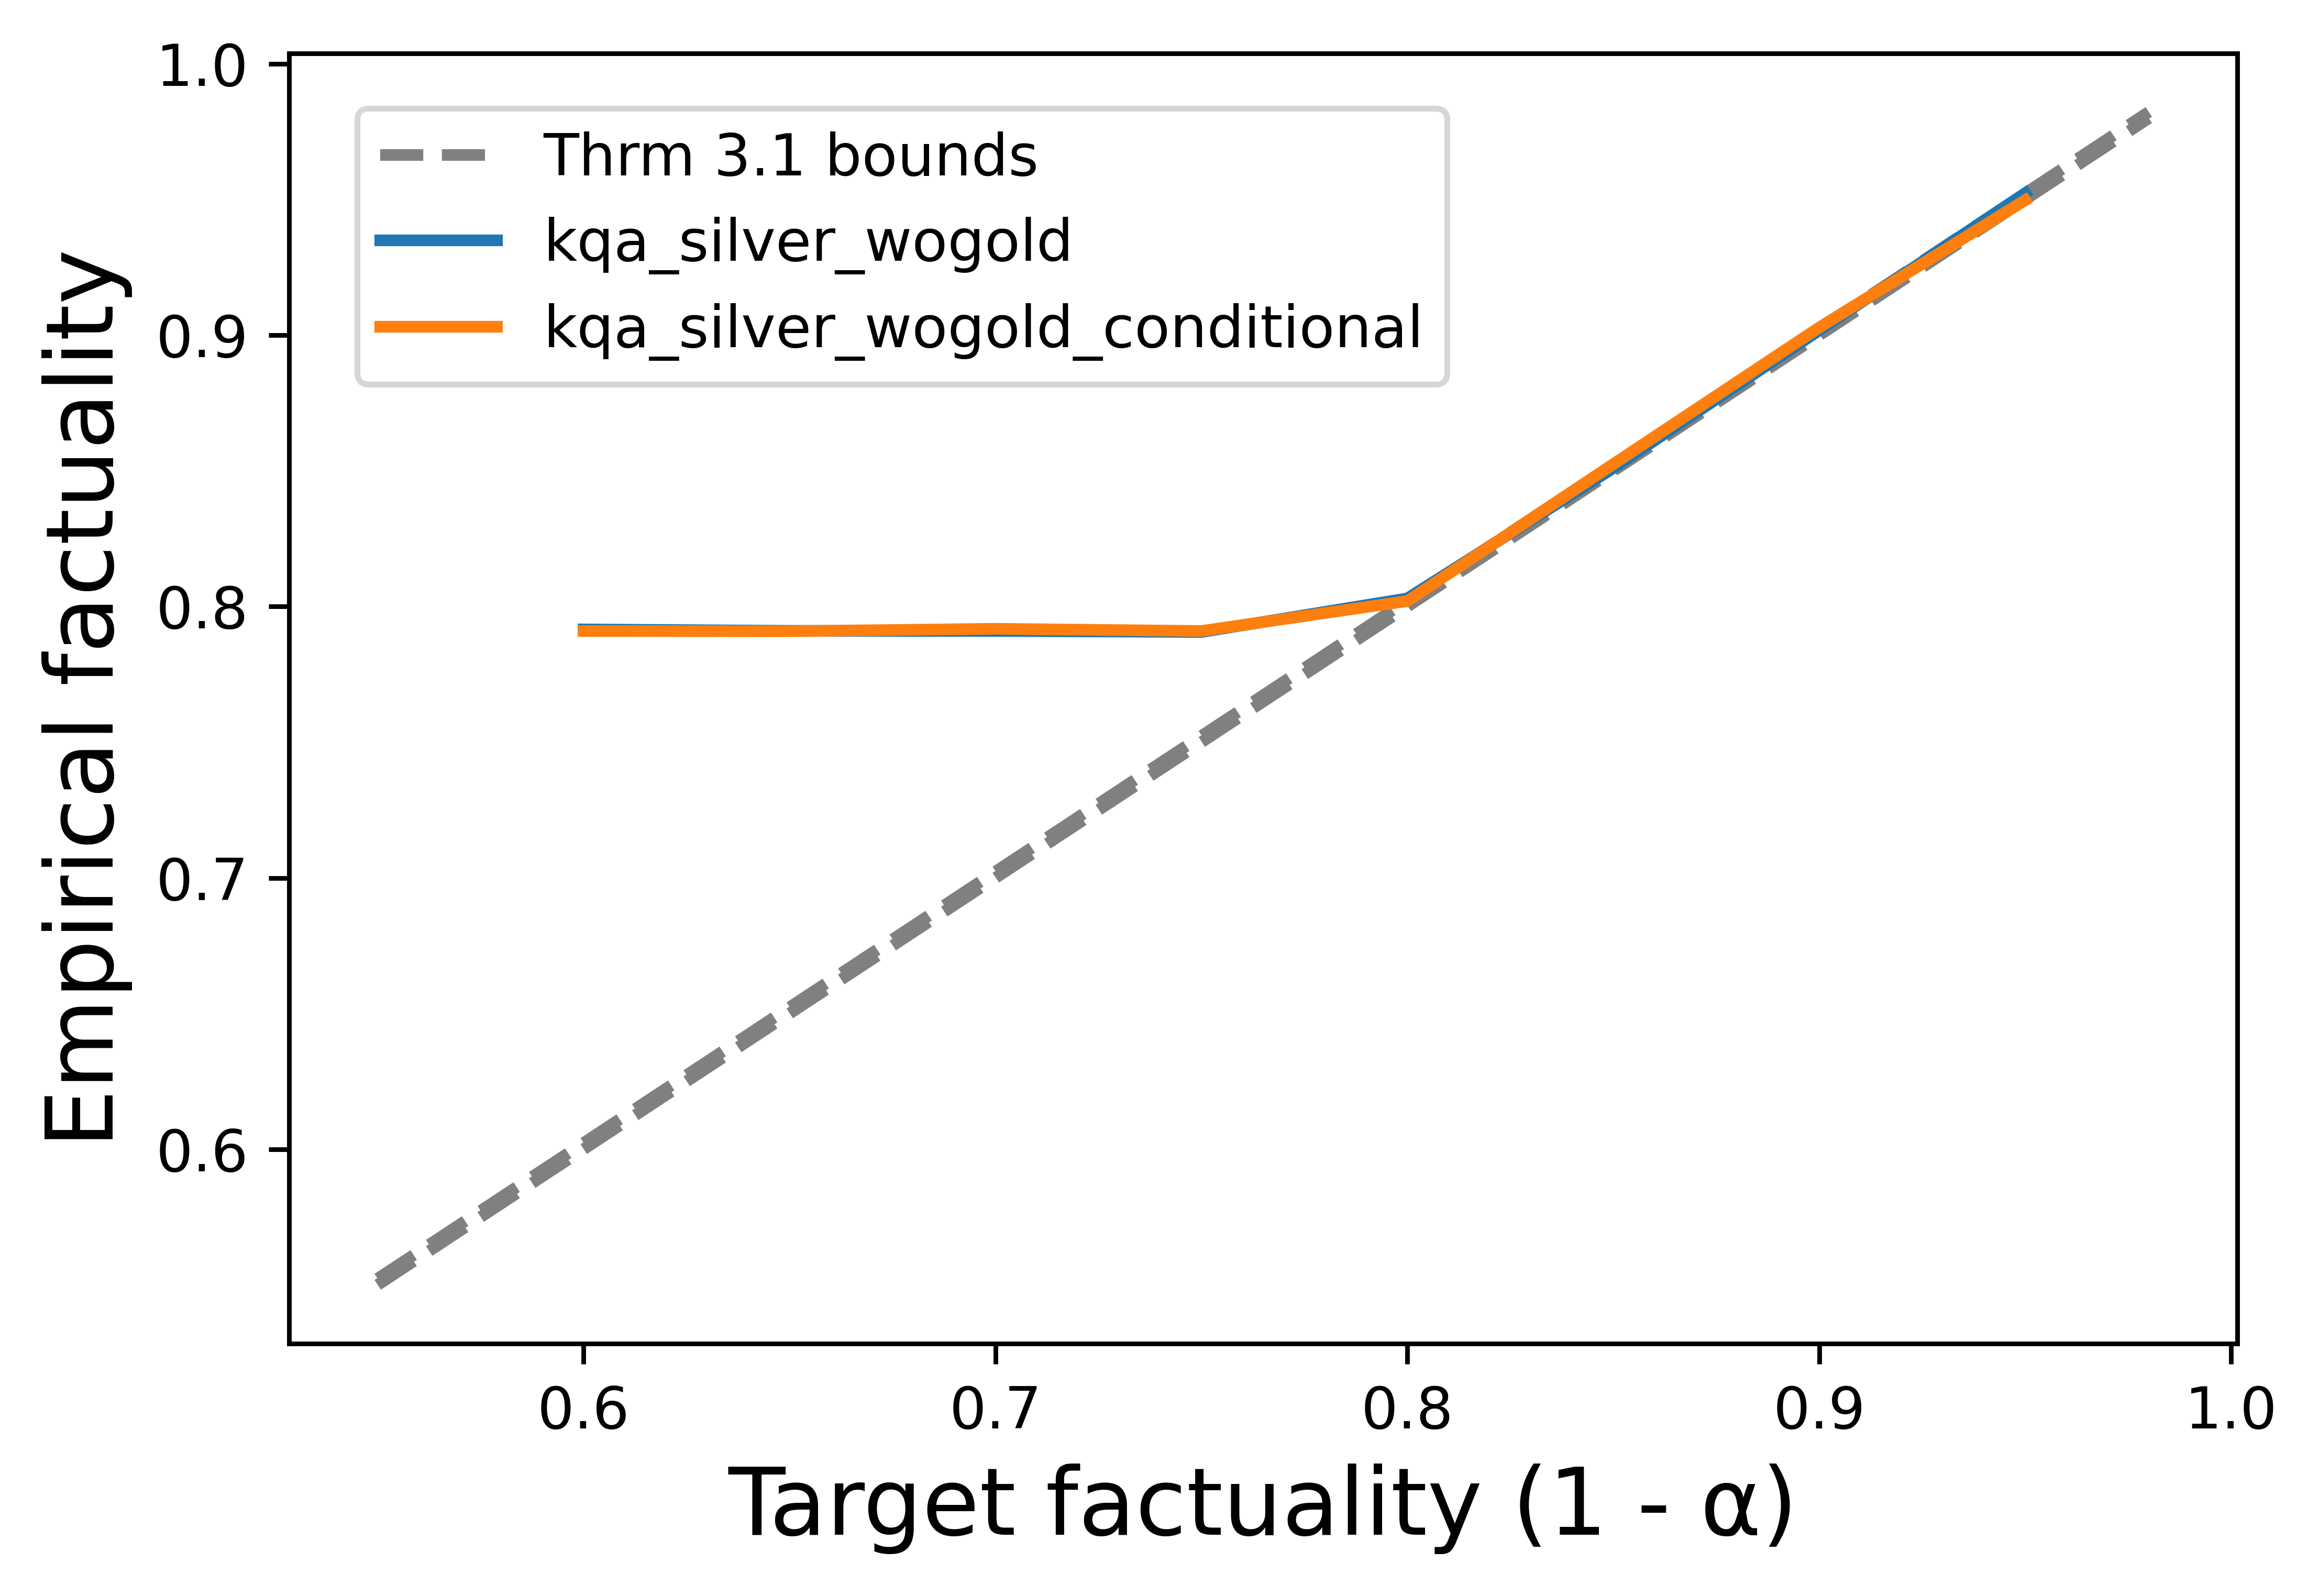 1.0
0.9
0.8
0.7
0.6
Empirical factuality
Thrm 3.1 bounds
kqa_silver_wogold
kqa_silver_wogold_conditional
0.6 0.7 0.8 0.9 1.0
Target factuality (1 - α)